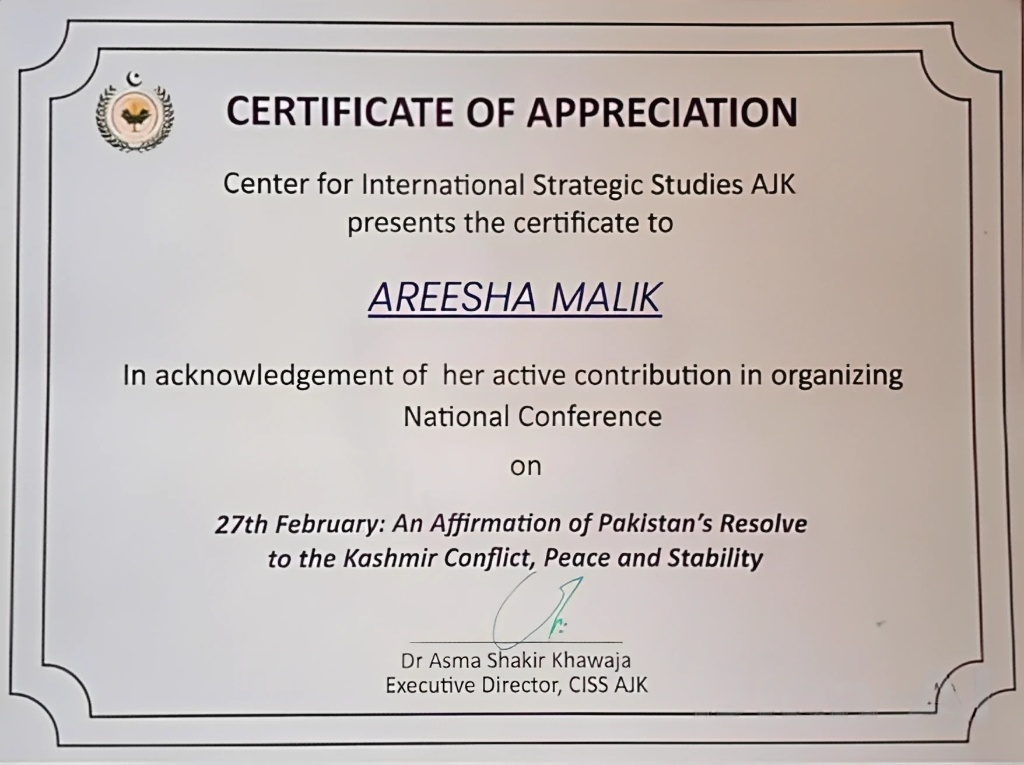 CERTIFICATE OF APPRECIATION
Center for International Strategic Studies AJK
presents the certificate to
AREESHA MALIK
In acknowledgement of her active contribution in organizing
National Conference
on
27th February: An Affirmation of Pakistan's Resolve
to the Kashmir Conflict, Peace and Stability
Dr Asma Shakir Khawaja
Executive Director, CISS AJK